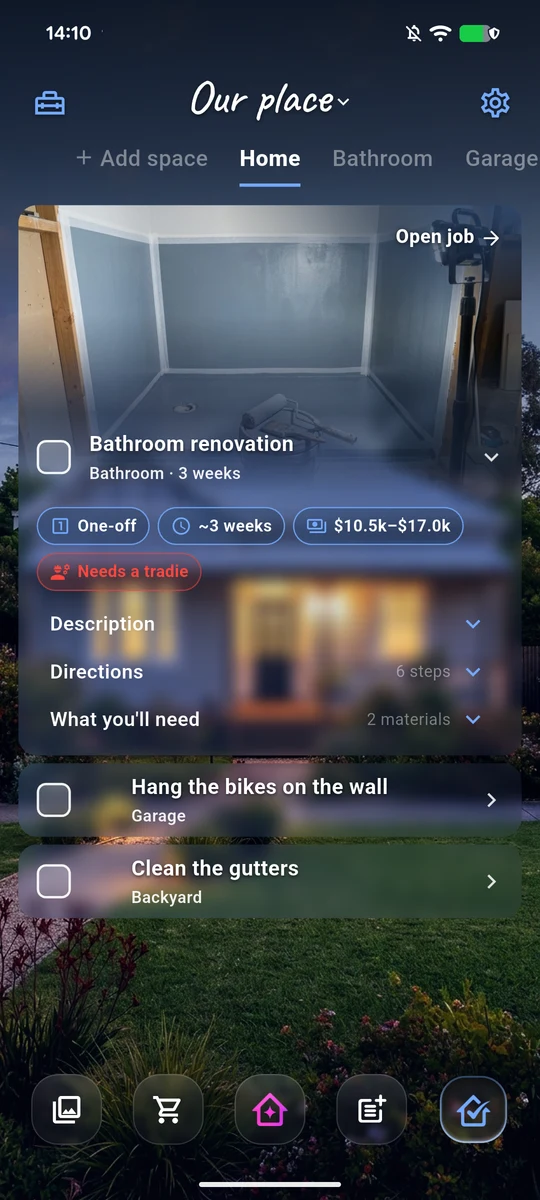 14:10
Our place
+ Add space Home Bathroom Garage
Open job →
Bathroom renovation
Bathroom · 3 weeks
1 One-off ~3 weeks $10.5k–$17.0k
Needs a tradie
Description
Directions 6 steps
What you'll need 2 materials
Hang the bikes on the wall
Garage
Clean the gutters
Backyard